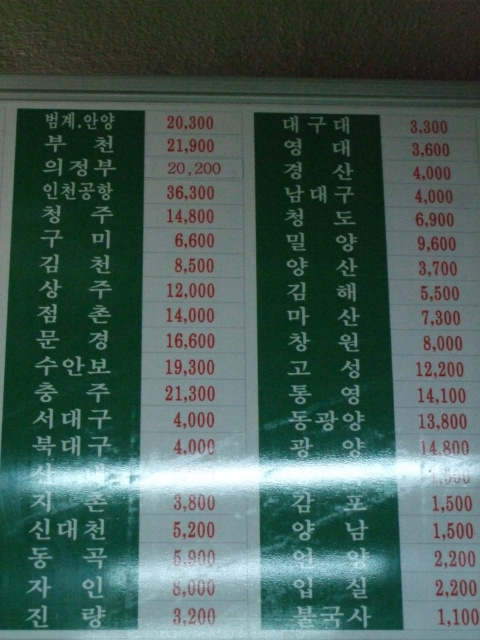 범계.안양 20,300
부천 21,900
의정부 20,200
인천공항 36,300
청주 14,800
구미 6,600
김천 8,500
상주 12,000
점촌 14,000
문경 16,600
수안보 19,300
충주 21,300
서대구 4,000
북대구 4,000
지촌 3,800
신대천 5,200
동곡 5,900
자인 8,000
진량 3,200
대구대 3,300
영대 3,600
경산 4,000
남대구 4,000
청도 6,900
밀양 9,600
양산 3,700
김해 5,500
마산 7,300
창원 8,000
고성 12,200
통영 14,100
동광양 13,800
광양 14,800
감포 1,500
양남 1,500
2,200
입실 2,200
불국사 1,100